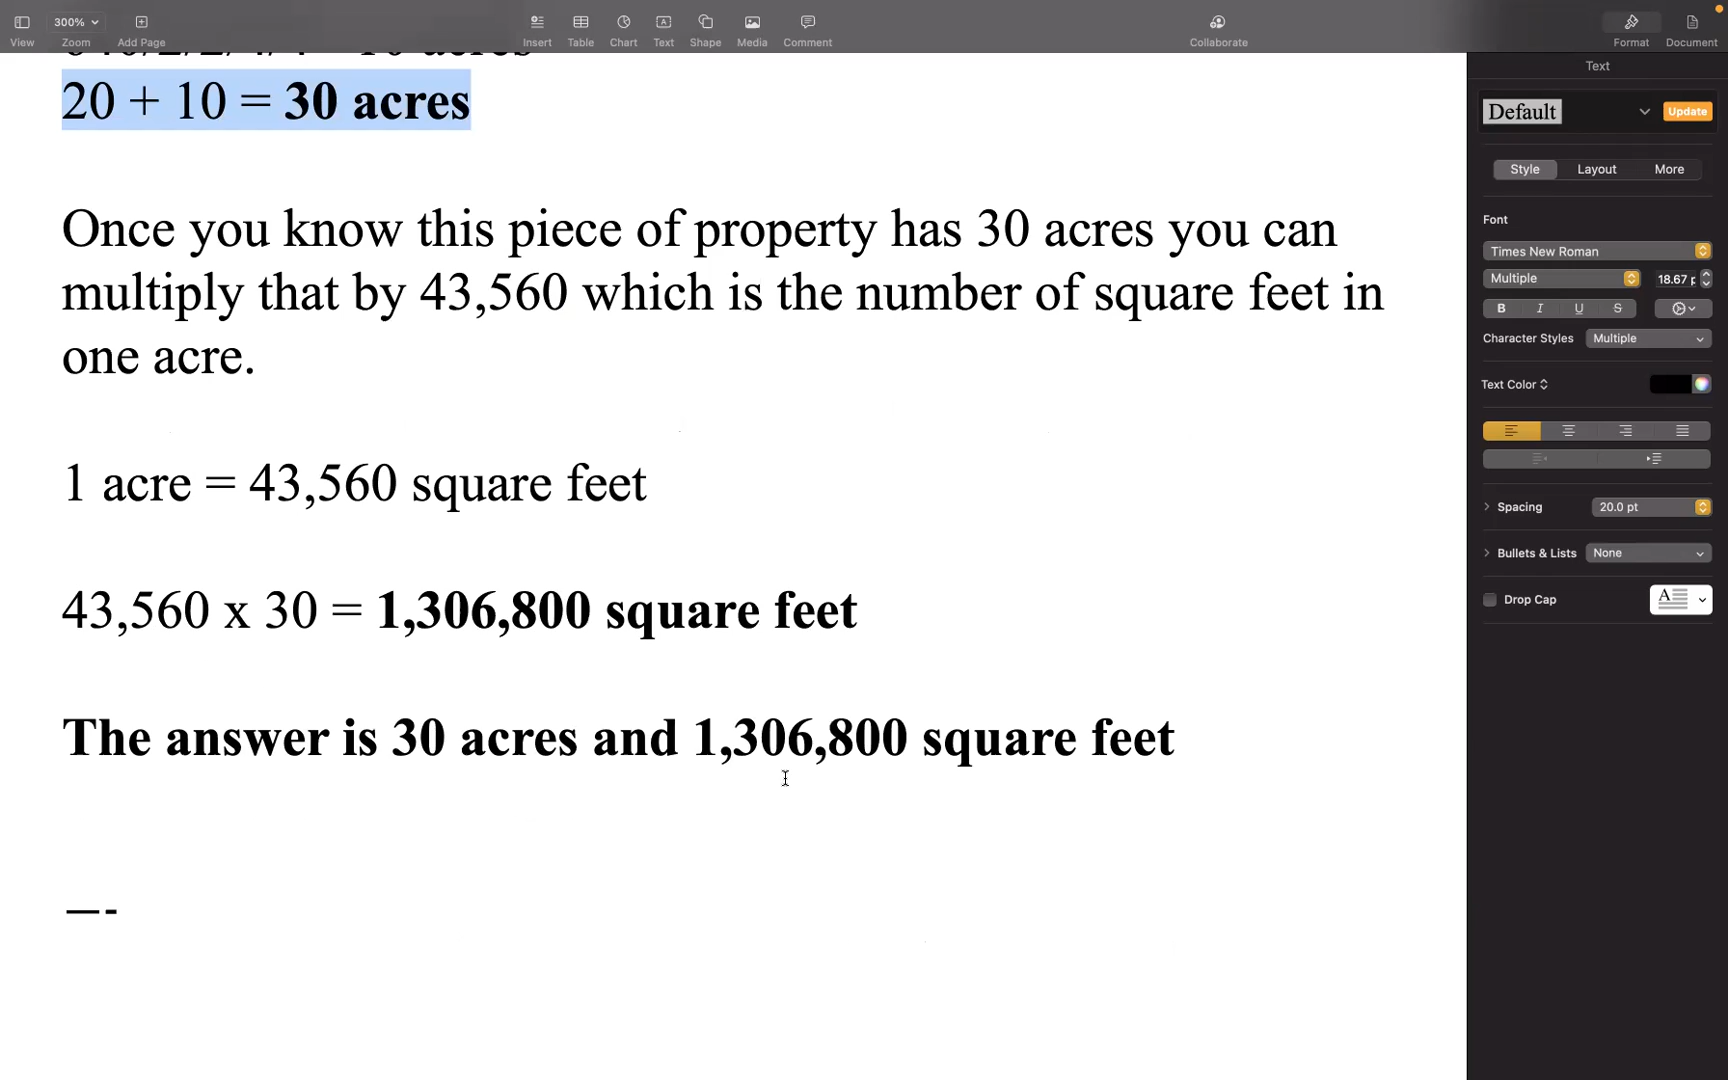 300%
View
Zoom
Add Page
Insert
Table
Chart
Text
Shape
Media
Comment
Collaborate
Format
Document
20 + 10 = 30 acres
Once you know this piece of property has 30 acres you can
multiply that by 43,560 which is the number of square feet in
one acre.
1 acre = 43,560 square feet
43,560 x 30 = 1,306,800 square feet
The answer is 30 acres and 1,306,800 square feet
—-
Text
Default
Update
Style
Layout
More
Font
Times New Roman
Multiple
18.67
B I U S
Character Styles
Multiple
Text Color
Spacing
20.0 pt
Bullets & Lists
None
Drop Cap
A